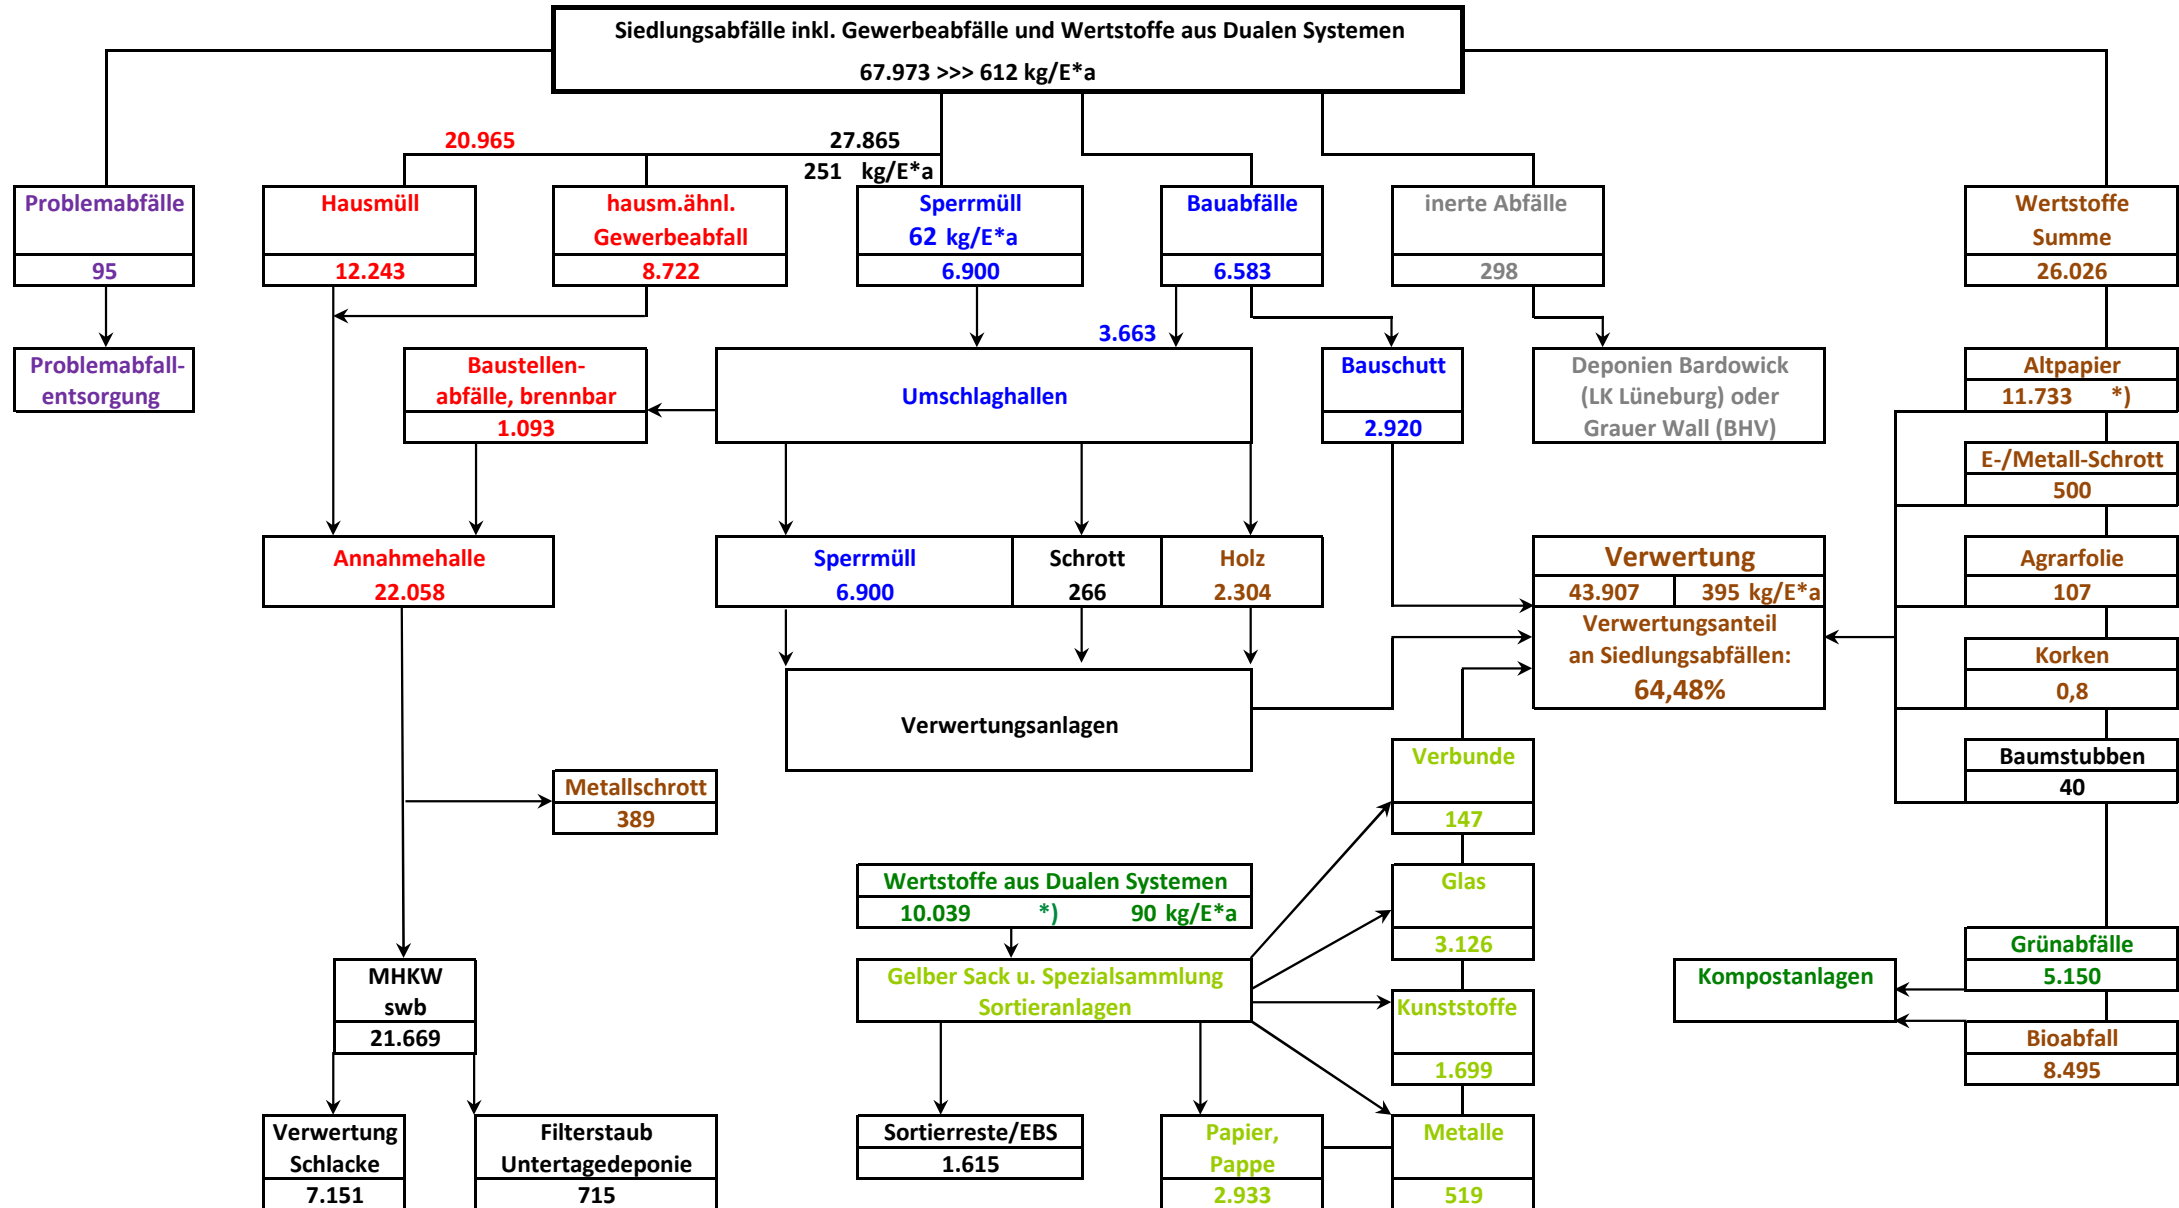 Siedlungsabfälle inkl. Gewerbeabfälle und Wertstoffe aus Dualen Systemen
67.973 >>> 612 kg/E*a
20.965
27.865
251 kg/E*a
Problemabfälle
95
Hausmüll
12.243
hausm.ähnl.
Gewerbeabfall
8.722
Sperrmüll
62 kg/E*a
6.900
Bauabfälle
6.583
inerte Abfälle
298
Wertstoffe
Summe
26.026
3.663
Problemabfall-
entsorgung
Baustellen-
abfälle, brennbar
1.093
Umschlaghallen
Bauschutt
2.920
Deponien Bardowick
(LK Lüneburg) oder
Grauer Wall (BHV)
Altpapier
11.733 *)
E-/Metall-Schrott
500
Annahmehalle
22.058
Sperrmüll
6.900
Schrott
266
Holz
2.304
Verwertung
43.907 395 kg/E*a
Verwertungsanteil
an Siedlungsabfällen:
64,48%
Agrarfolie
107
Korken
0,8
Verwertungsanlagen
Baumstubben
40
Metallschrott
389
Verbunde
147
Wertstoffe aus Dualen Systemen
10.039 *) 90 kg/E*a
Glas
3.126
Grünabfälle
5.150
MHKW
swb
21.669
Gelber Sack u. Spezialsammlung
Sortieranlagen
Kunststoffe
1.699
Kompostanlagen
Bioabfall
8.495
Verwertung
Schlacke
7.151
Filterstaub
Untertagedeponie
715
Sortierreste/EBS
1.615
Papier,
Pappe
2.933
Metalle
519